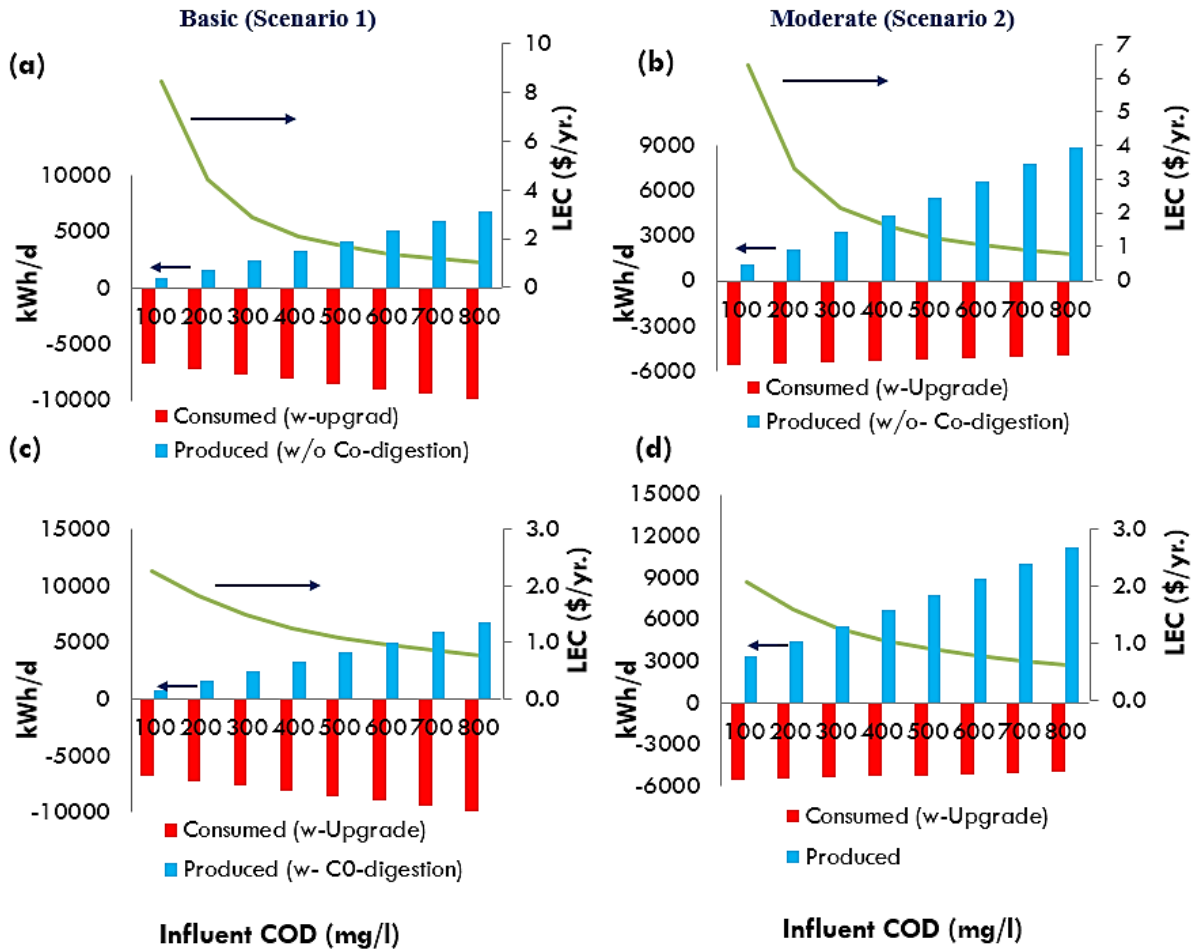 Basic (Scenario 1)
Moderate (Scenario 2)
(a)
10
8
6
4
2
0
LEC ($/yr.)
10000
5000
0
-5000
-10000
kWh/d
100 200 300 400 500 600 700 800
Consumed (w-upgrad)
Produced (w/o Co-digestion)
(b)
7
6
5
4
3
2
1
0
LEC ($/yr.)
9000
6000
3000
0
-3000
-6000
kWh/d
100 200 300 400 500 600 700 800
Consumed (w-Upgrade)
Produced (w/o- Co-digestion)
(c)
15000
10000
5000
0
-5000
-10000
kWh/d
3.0
2.0
1.0
0.0
LEC ($/yr.)
100 200 300 400 500 600 700 800
Consumed (w-Upgrade)
Produced (w- C0-digestion)
Influent COD (mg/l)
(d)
15000
12000
9000
6000
3000
0
-3000
-6000
kWh/d
3.0
2.0
1.0
0.0
LEC ($/yr.)
100 200 300 400 500 600 700 800
Consumed (w-Upgrade)
Produced
Influent COD (mg/l)